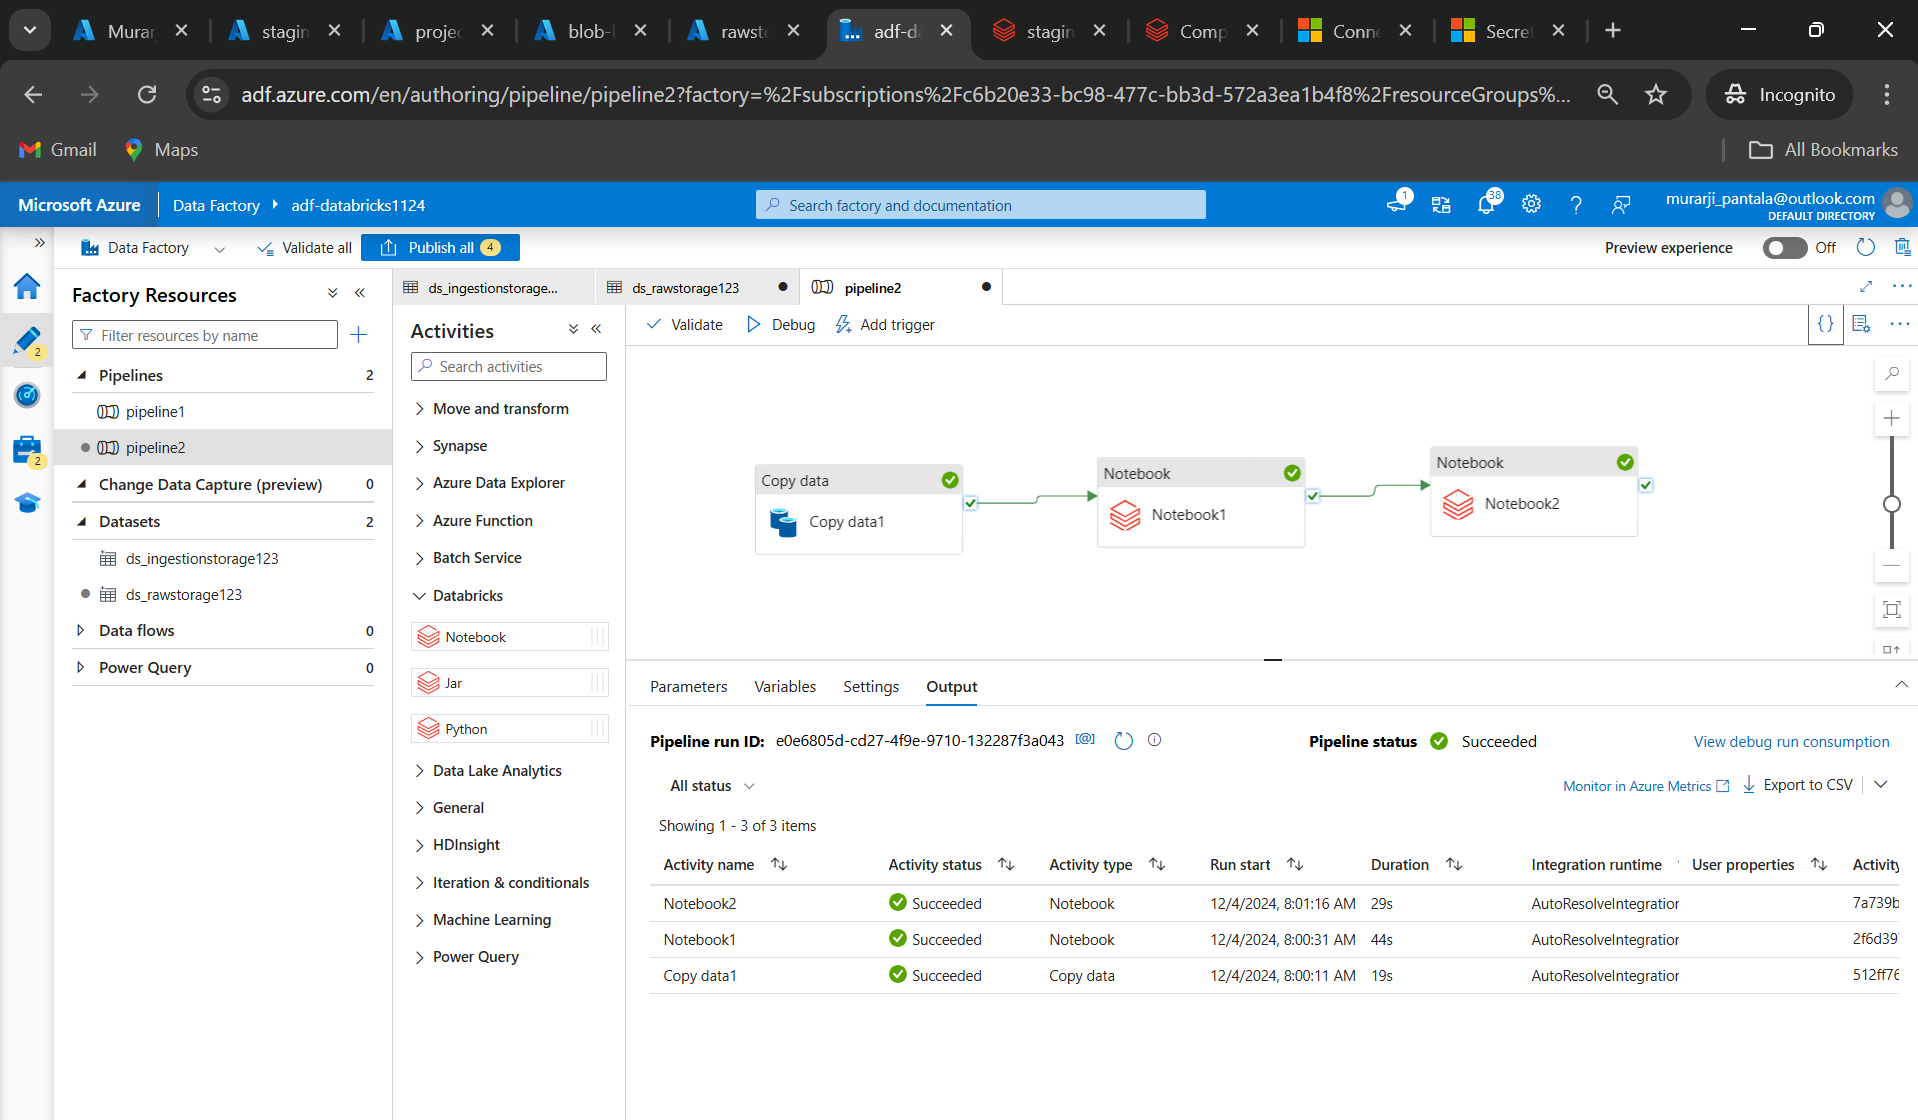 Murar
stagin
projec
blob-
rawst
adf-da
stagin
Comp
Conne
Secret
adf.azure.com/en/authoring/pipeline/pipeline2?factory=%2Fsubscriptions%2Fc6b20e33-bc98-477c-bb3d-572a3ea1b4f8%2FresourceGroups%...
Incognito
Gmail
Maps
All Bookmarks
Microsoft Azure
Data Factory
adf-databricks1124
Search factory and documentation
1
38
murarji_pantala@outlook.com
DEFAULT DIRECTORY
Data Factory
Validate all
Publish all 4
Preview experience
Off
2
2
Factory Resources
Filter resources by name
Pipelines 2
pipeline1
pipeline2
Change Data Capture (preview) 0
Datasets 2
ds_ingestionstorage123
ds_rawstorage123
Data flows 0
Power Query 0
ds_ingestionstorage...
ds_rawstorage123
pipeline2
Activities
Search activities
Move and transform
Synapse
Azure Data Explorer
Azure Function
Batch Service
Databricks
Notebook
Jar
Python
Data Lake Analytics
General
HDInsight
Iteration & conditionals
Machine Learning
Power Query
Validate
Debug
Add trigger
{}
Copy data
Copy data1
Notebook
Notebook1
Notebook
Notebook2
Parameters
Variables
Settings
Output
Pipeline run ID: e0e6805d-cd27-4f9e-9710-132287f3a043
Pipeline status
Succeeded
View debug run consumption
All status
Monitor in Azure Metrics
Export to CSV
Showing 1 - 3 of 3 items
Activity name Activity status Activity type Run start Duration Integration runtime User properties Activity
Notebook2 Succeeded Notebook 12/4/2024, 8:01:16 AM 29s AutoResolveIntegration 7a739b
Notebook1 Succeeded Notebook 12/4/2024, 8:00:31 AM 44s AutoResolveIntegration 2f6d39
Copy data1 Succeeded Copy data 12/4/2024, 8:00:11 AM 19s AutoResolveIntegration 512ff76